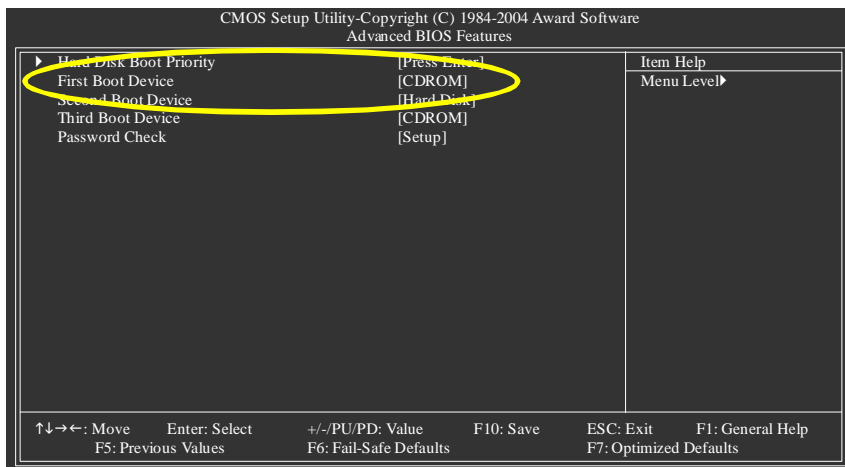 CMOS Setup Utility-Copyright (C) 1984-2004 Award Software
Advanced BIOS Features
Hard Disk Boot Priority [Press Enter] Item Help
First Boot Device [CDROM] Menu Level
Second Boot Device [Hard Disk]
Third Boot Device [CDROM]
Password Check [Setup]
↑↓→←: Move Enter: Select +/-/PU/PD: Value F10: Save ESC: Exit F1: General Help
F5: Previous Values F6: Fail-Safe Defaults F7: Optimized Defaults